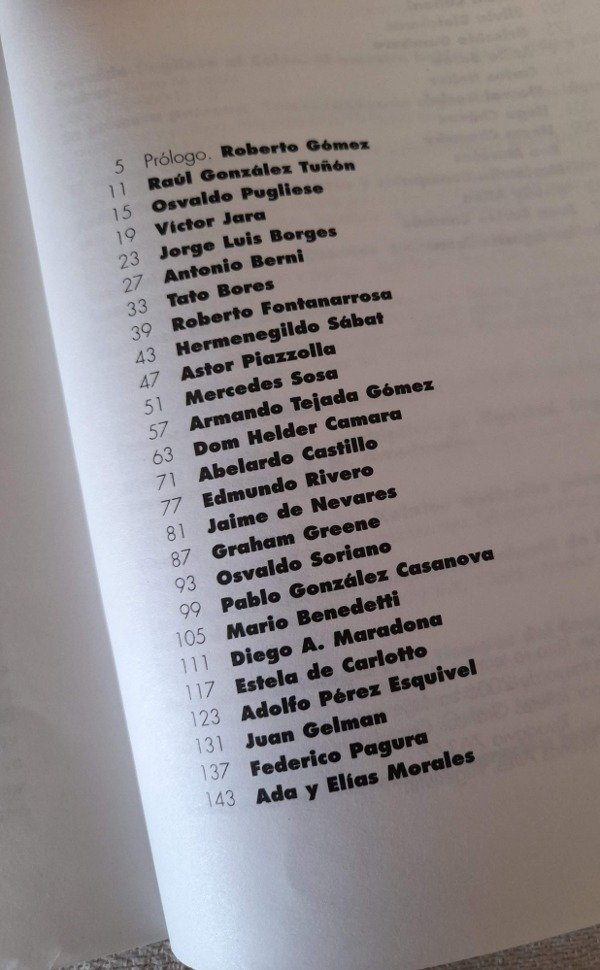 5 Prólogo. Roberto Gómez
11 Raúl González Tuñón
15 Osvaldo Pugliese
19 Víctor Jara
23 Jorge Luis Borges
27 Antonio Berni
33 Tato Bores
39 Roberto Fontanarrosa
43 Hermenegildo Sábat
47 Astor Piazzolla
51 Mercedes Sosa
57 Armando Tejada Gómez
63 Dom Helder Camara
71 Abelardo Castillo
77 Edmundo Rivero
81 Jaime de Nevares
87 Graham Greene
93 Osvaldo Soriano
99 Pablo González Casanova
105 Mario Benedetti
111 Diego A. Maradona
117 Estela de Carlotto
123 Adolfo Pérez Esquivel
131 Juan Gelman
137 Federico Pagura
143 Ada y Elías Morales